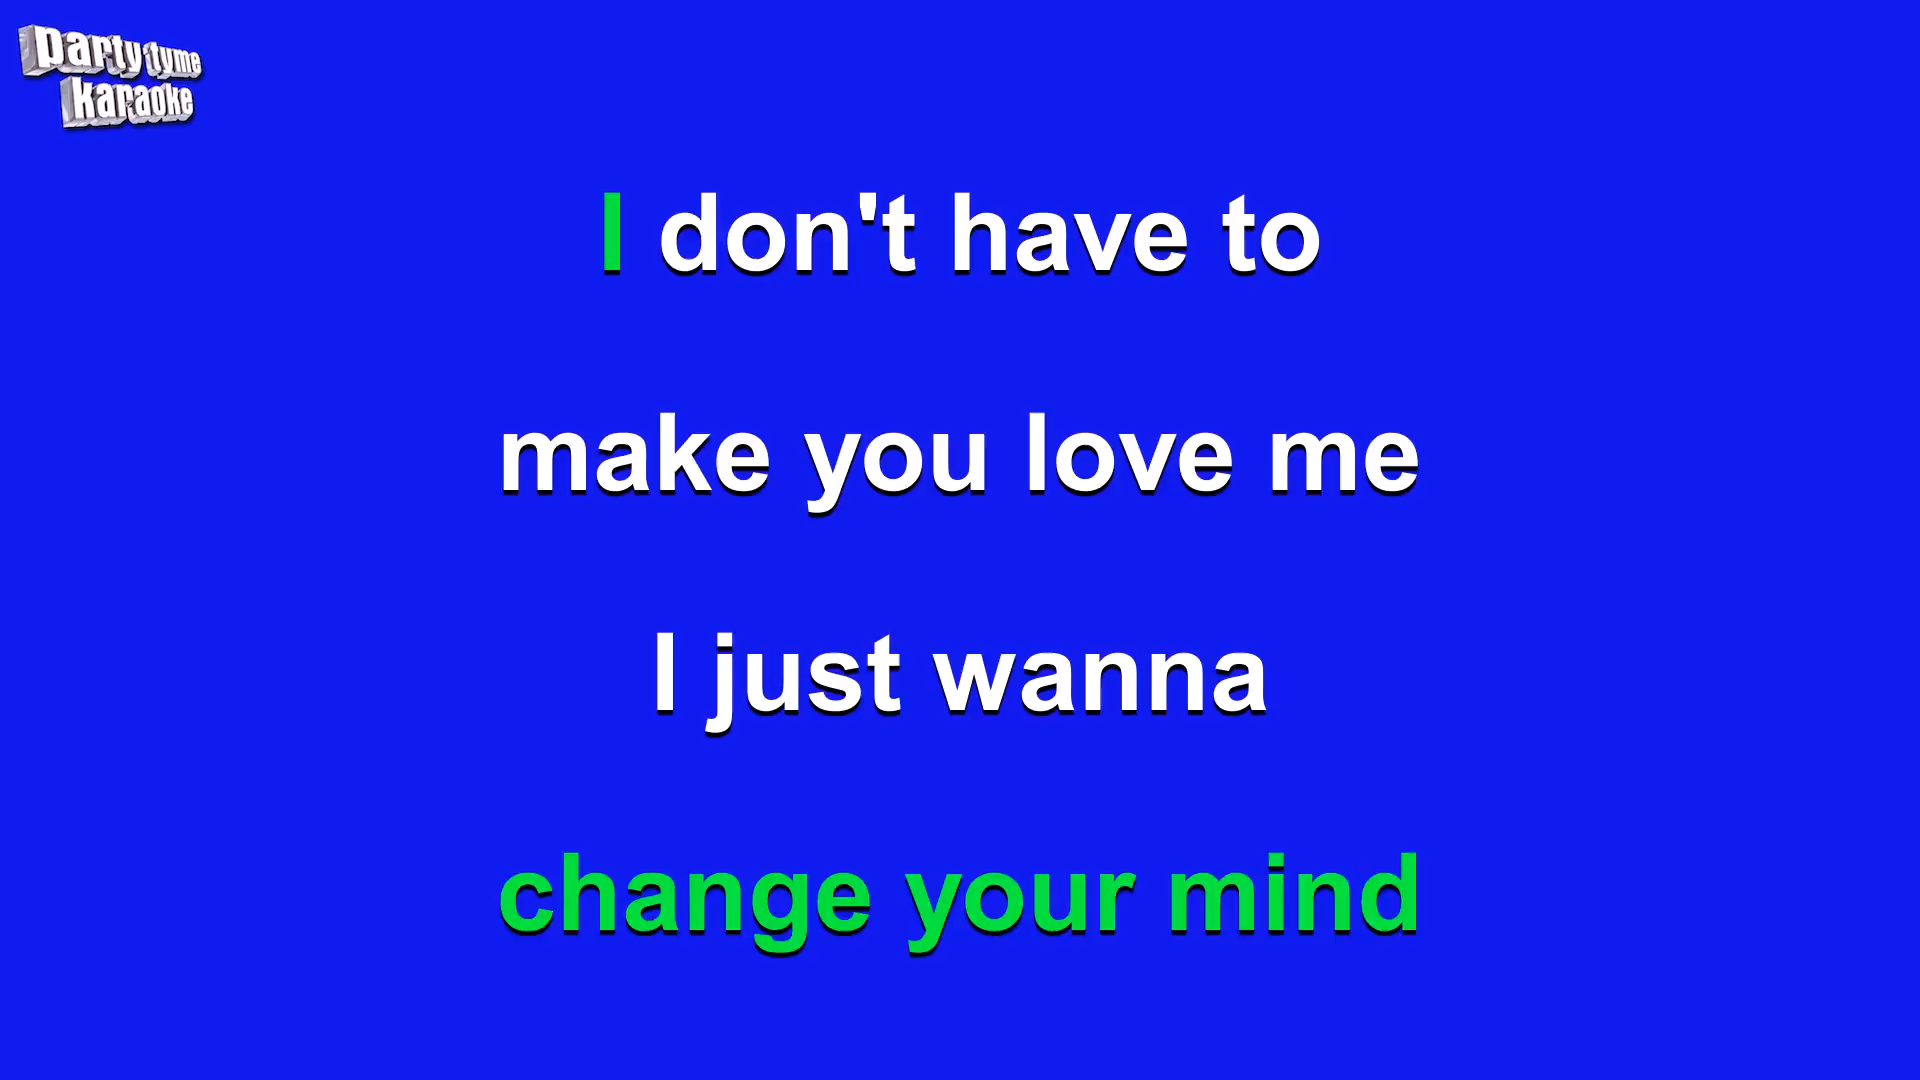 party tyme
karaoke
I don't have to
make you love me
I just wanna
change your mind